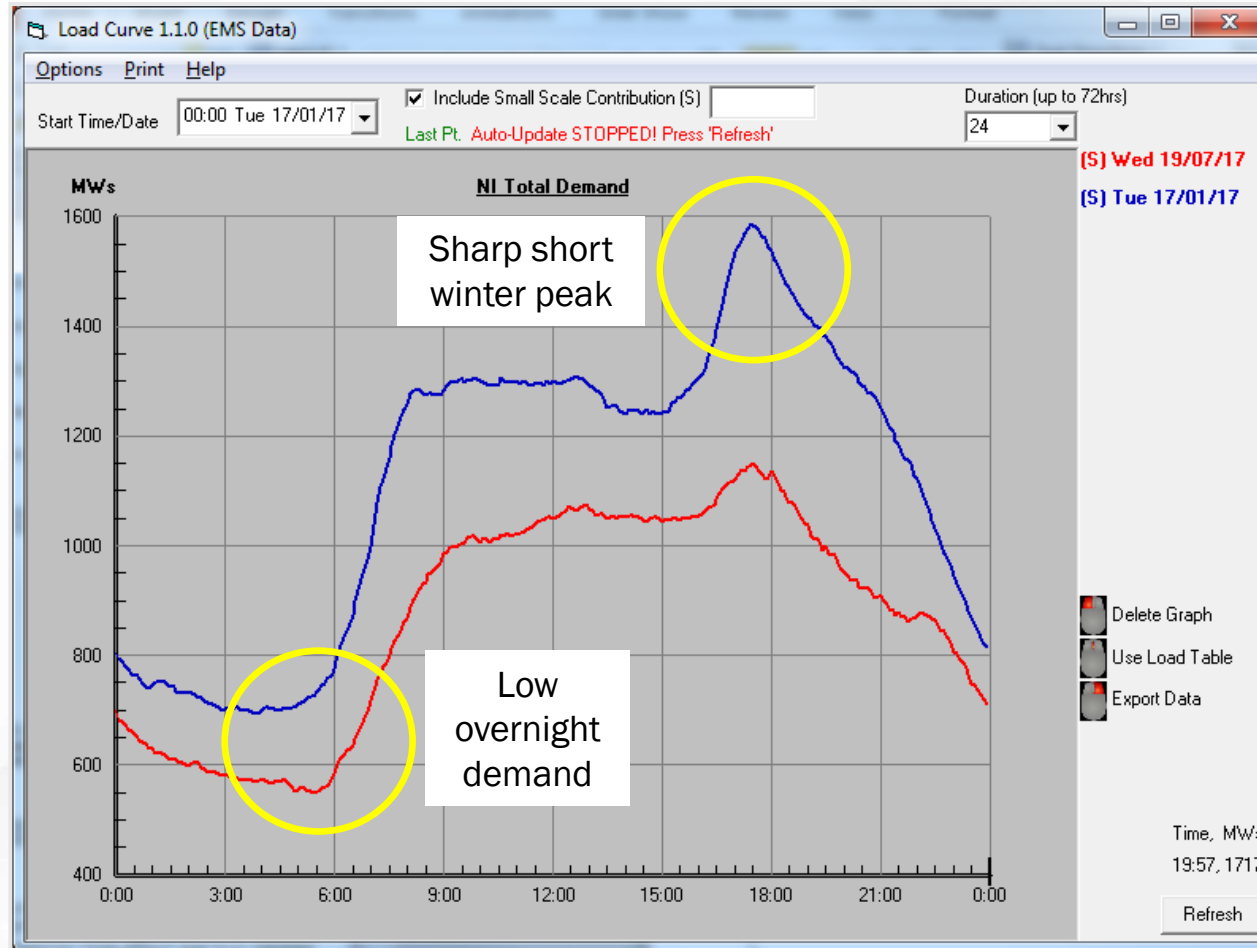 Load Curve 1.1.0 (EMS Data)
Options Print Help
Start Time/Date
00:00 Tue 17/01/17
Include Small Scale Contribution (S)
Last Pt. Auto-Update STOPPED! Press 'Refresh'
Duration (up to 72hrs)
24
(S) Wed 19/07/17
(S) Tue 17/01/17
MWs
NI Total Demand
1600
1400
1200
1000
800
600
400
Sharp short
winter peak
Low
overnight
demand
0:00 3:00 6:00 9:00 12:00 15:00 18:00 21:00 0:00
Delete Graph
Use Load Table
Export Data
Time, MWs
19:57, 1717
Refresh